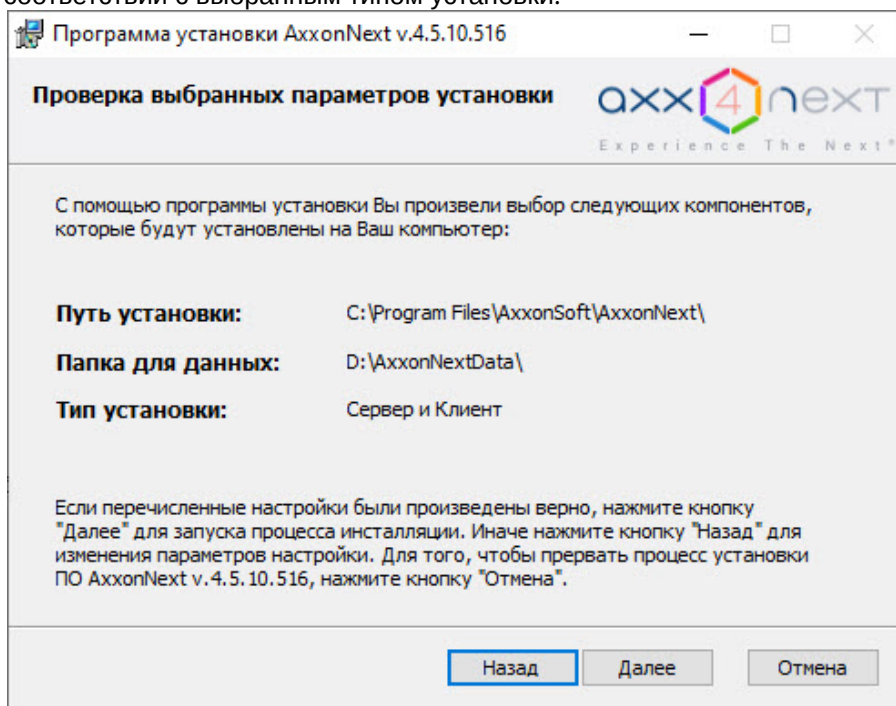 соответствии с выбранным типом установки.
Программа установки AxxonNext v.4.5.10.516
Проверка выбранных параметров установки
axx4next
Experience The Next®
С помощью программы установки Вы произвели выбор следующих компонентов,
которые будут установлены на Ваш компьютер:
Путь установки: C:\Program Files\AxxonSoft\AxxonNext\
Папка для данных: D:\AxxonNextData\
Тип установки: Сервер и Клиент
Если перечисленные настройки были произведены верно, нажмите кнопку
"Далее" для запуска процесса инсталляции. Иначе нажмите кнопку "Назад" для
изменения параметров настройки. Для того, чтобы прервать процесс установки
ПО AxxonNext v.4.5.10.516, нажмите кнопку "Отмена".
Назад Далее Отмена